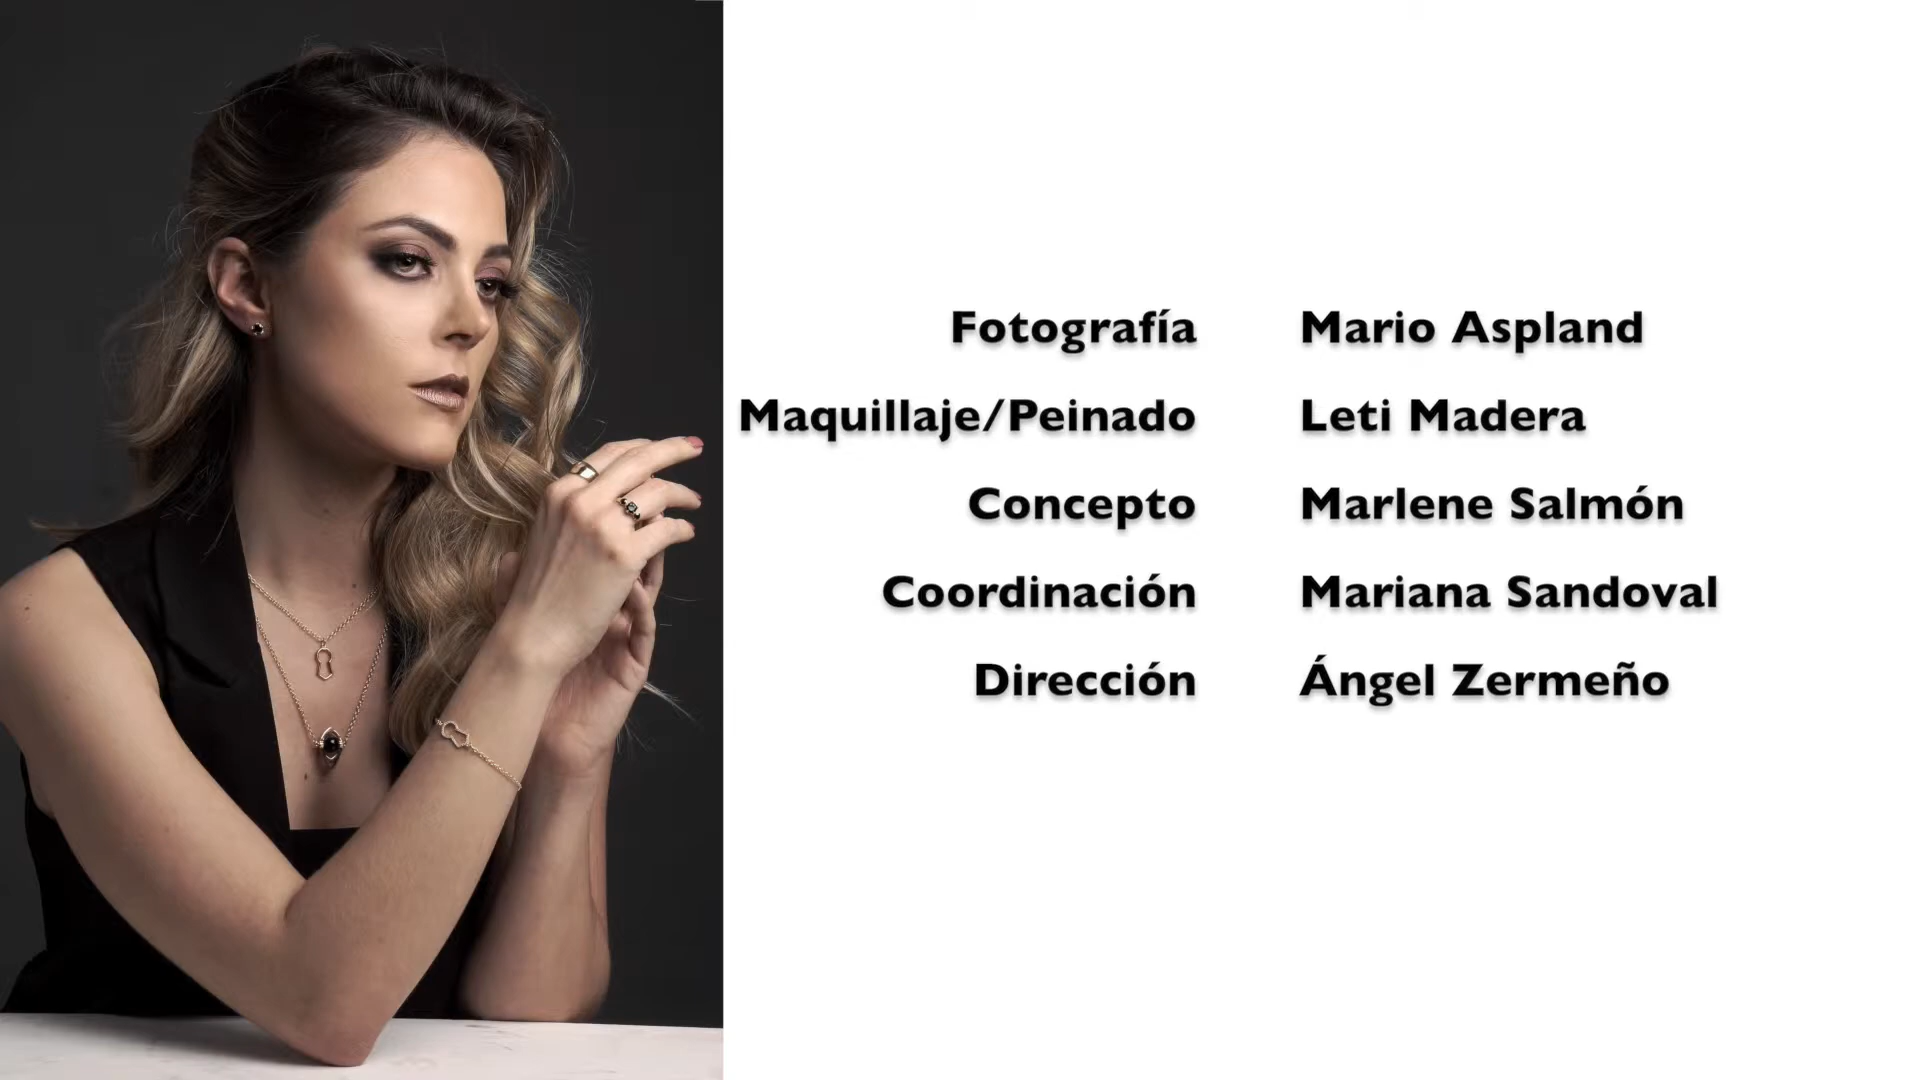 Fotografía Mario Aspland
Maquillaje/Peinado Leti Madera
Concepto Marlene Salmón
Coordinación Mariana Sandoval
Dirección Ángel Zermeño